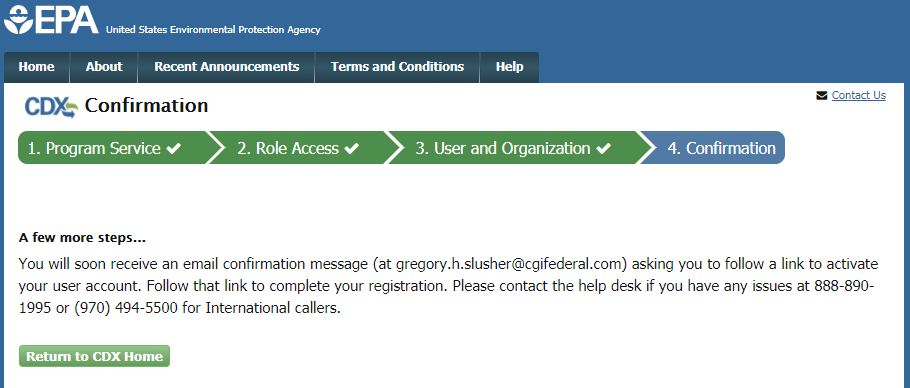 EPA United States Environmental Protection Agency
Home About Recent Announcements Terms and Conditions Help
Contact Us
CDX Confirmation
1. Program Service 2. Role Access 3. User and Organization 4. Confirmation
A few more steps...
You will soon receive an email confirmation message (at gregory.h.slusher@cgifederal.com) asking you to follow a link to activate
your user account. Follow that link to complete your registration. Please contact the help desk if you have any issues at 888-890-
1995 or (970) 494-5500 for International callers.
Return to CDX Home